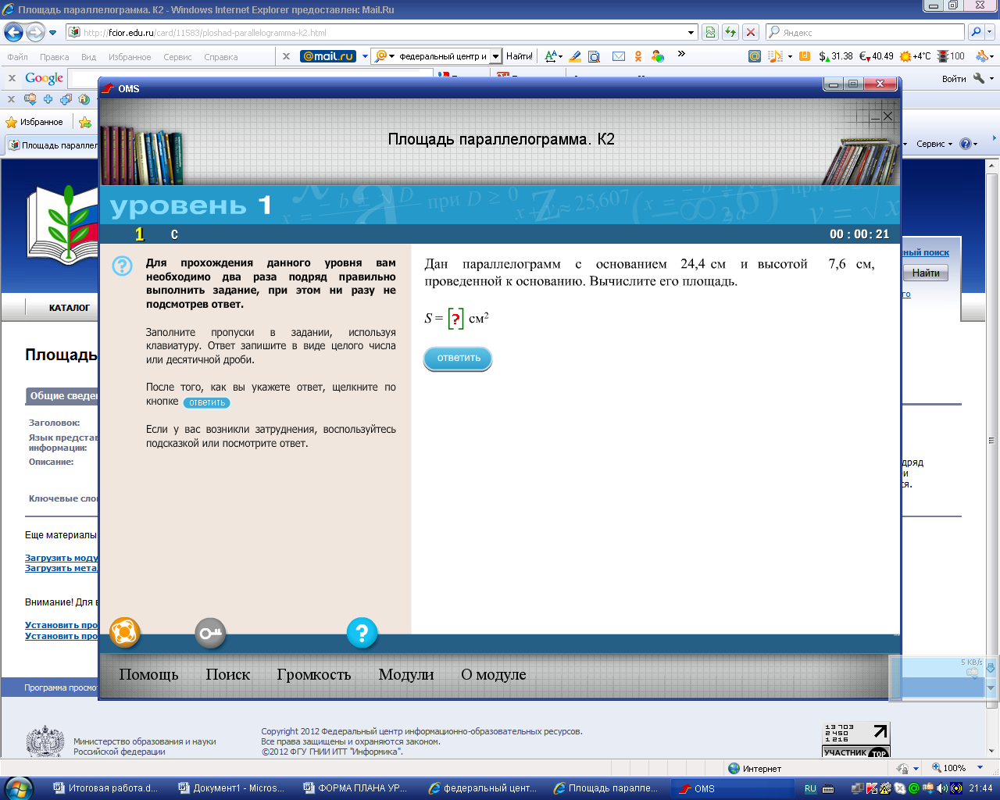 Площадь параллелограмма. К2 - Windows Internet Explorer предоставлен: Mail.Ru
http://fcior.edu.ru/card/11583/ploshad-parallelogramma-k2.html
Яндекс
Файл Правка Вид Избранное Сервис Справка
x @mail.ru федеральный центр и Найти! $ 31.38 € 40.49 +4°C 100
x Google
Войти
OMS
Избранное
Площадь параллел
Сервис
Площадь параллелограмма. К2
уровень 1
1 С 00 : 00: 21
Для прохождения данного уровня вам
необходимо два раза подряд правильно
выполнить задание, при этом ни разу не
подсмотрев ответ.
Заполните пропуски в задании, используя
клавиатуру. Ответ запишите в виде целого числа
или десятичной дроби.
После того, как вы укажете ответ, щелкните по
кнопке ответить
Если у вас возникли затруднения, воспользуйтесь
подсказкой или посмотрите ответ.
Дан параллелограмм с основанием 24,4 см и высотой 7,6 см,
проведенной к основанию. Вычислите его площадь.
S = [?] см²
ответить
ный поиск
Найти
КАТАЛОГ
Площадь
Общие сведен
Заголовок:
Язык представ
информации:
Описание:
Ключевые слов
Еще материалы
Загрузить моду
Загрузить мета
Внимание! Для в
Установить про
Установить про
Программа просмот
дряд
и
ся.
Помощь Поиск Громкость Модули О модуле
5 KB/s
Министерство образования и науки
Российской федерации
Copyright 2012 Федеральный центр информационно-образовательных ресурсов.
Все права защищены и охраняются законом.
©2012 ФГУ ГНИИ ИТТ "Информика".
13 703
2 450
1 216
УЧАСТНИК TOP
Интернет 100%
Итоговая работа.d... Документ1 - Micros... ФОРМА ПЛАНА УР... федеральный цент... Площадь паралле... OMS RU 21:44